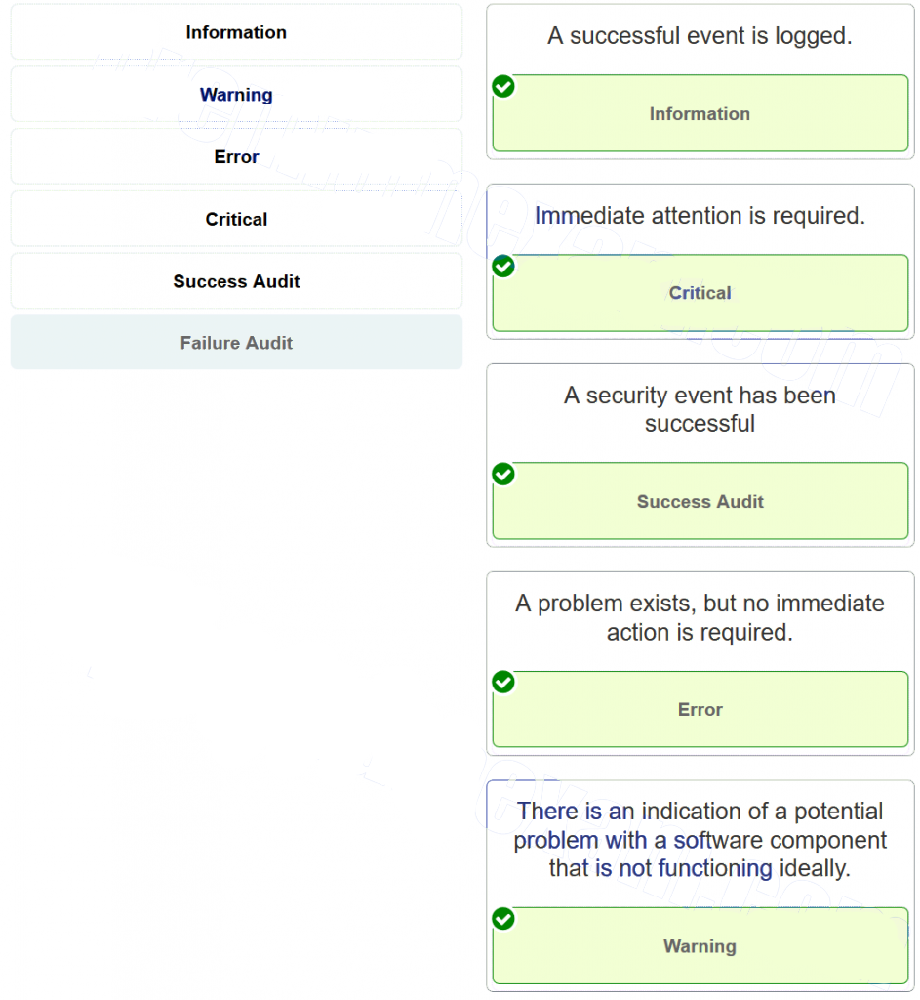 Information
Warning
Error
Critical
Success Audit
Failure Audit
A successful event is logged.
Information
Immediate attention is required.
Critical
A security event has been
successful
Success Audit
A problem exists, but no immediate
action is required.
Error
There is an indication of a potential
problem with a software component
that is not functioning ideally.
Warning